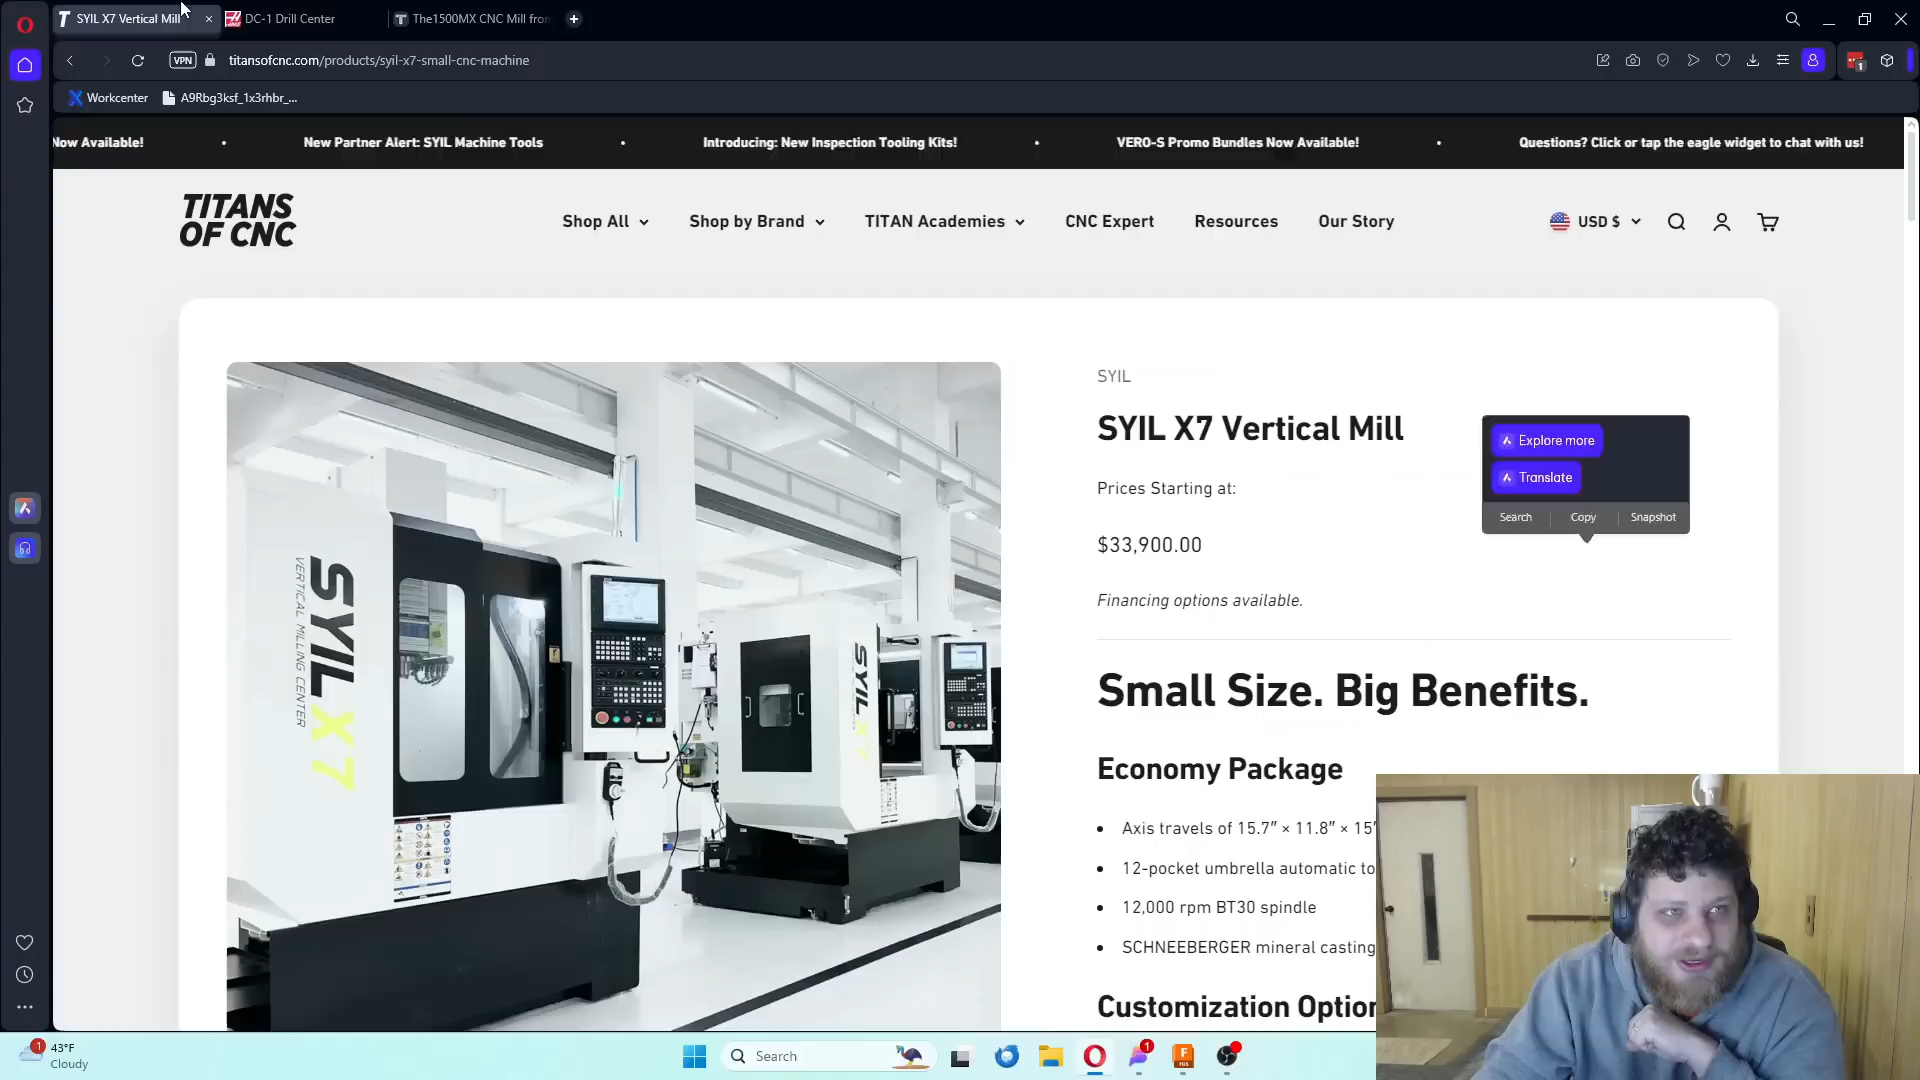 SYIL X7 Vertical Mill
DC-1 Drill Center
The1500MX CNC Mill from
VPN
titansofcnc.com/products/syil-x7-small-cnc-machine
1
Workcenter
A9Rbg3ksf_1x3rhbr_...
Now Available!
New Partner Alert: SYIL Machine Tools
Introducing: New Inspection Tooling Kits!
VERO-S Promo Bundles Now Available!
Questions? Click or tap the eagle widget to chat with us!
TITANS
OF CNC
Shop All
Shop by Brand
TITAN Academies
CNC Expert
Resources
Our Story
USD $
SYIL
SYIL X7 Vertical Mill
Explore more
Translate
Search
Copy
Snapshot
Prices Starting at:
$33,900.00
Financing options available.
Small Size. Big Benefits.
Economy Package
Axis travels of 15.7″ × 11.8″ × 15″
12-pocket umbrella automatic to
12,000 rpm BT30 spindle
SCHNEEBERGER mineral casting
Customization Option
SYIL X7
VERTICAL MILLING CENTER
SYIL X7
1
43°F
Cloudy
Search
1
F